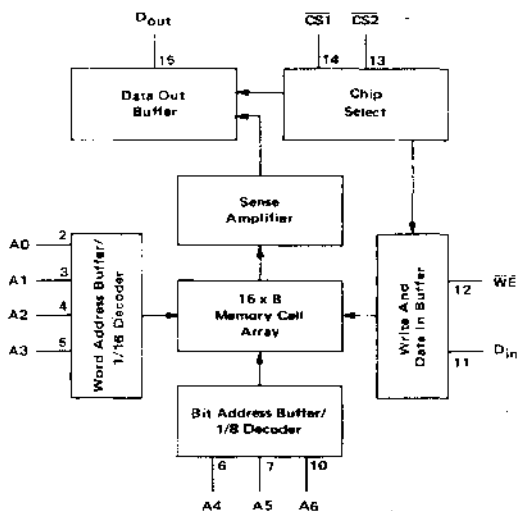 Dout
CS1
CS2
15
14
13
Data Out
Buffer
Chip
Select
Sense
Amplifier
A0
2
A1
3
A2
4
A3
5
Word Address Buffer/
1/16 Decoder
16 x 8
Memory Cell
Array
Write And
Data In Buffer
WE
12
Din
11
Bit Address Buffer/
1/8 Decoder
6
7
10
A4
A5
A6